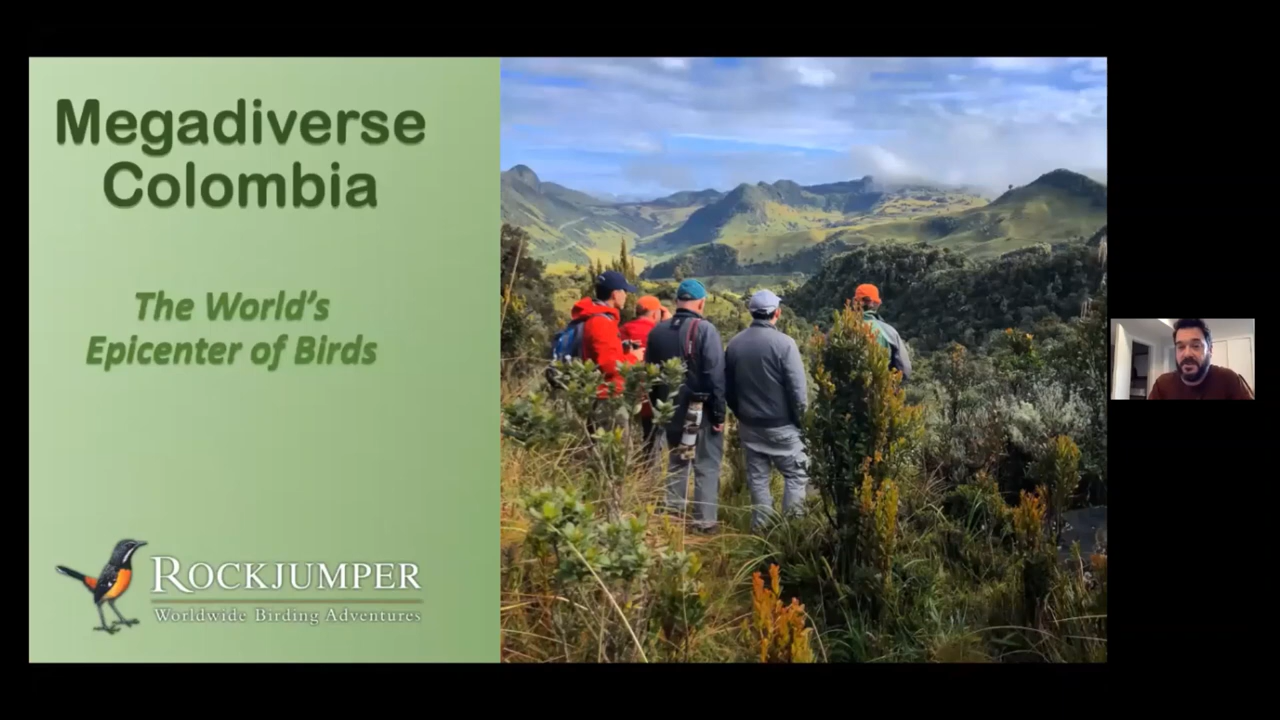 Megadiverse
Colombia
The World's
Epicenter of Birds
ROCKJUMPER
Worldwide Birding Adventures